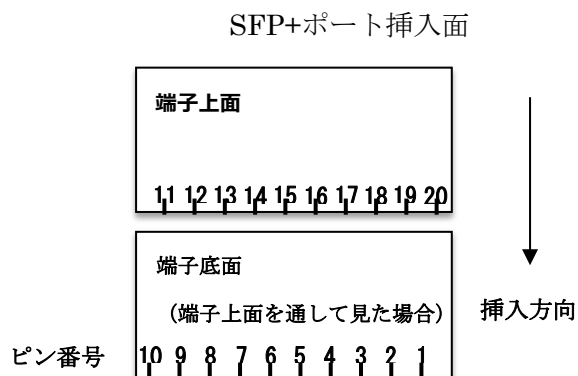 SFP+ポート挿入面
端子上面
11 12 13 14 15 16 17 18 19 20
端子底面
(端子上面を通して見た場合)
挿入方向
ピン番号
10 9 8 7 6 5 4 3 2 1